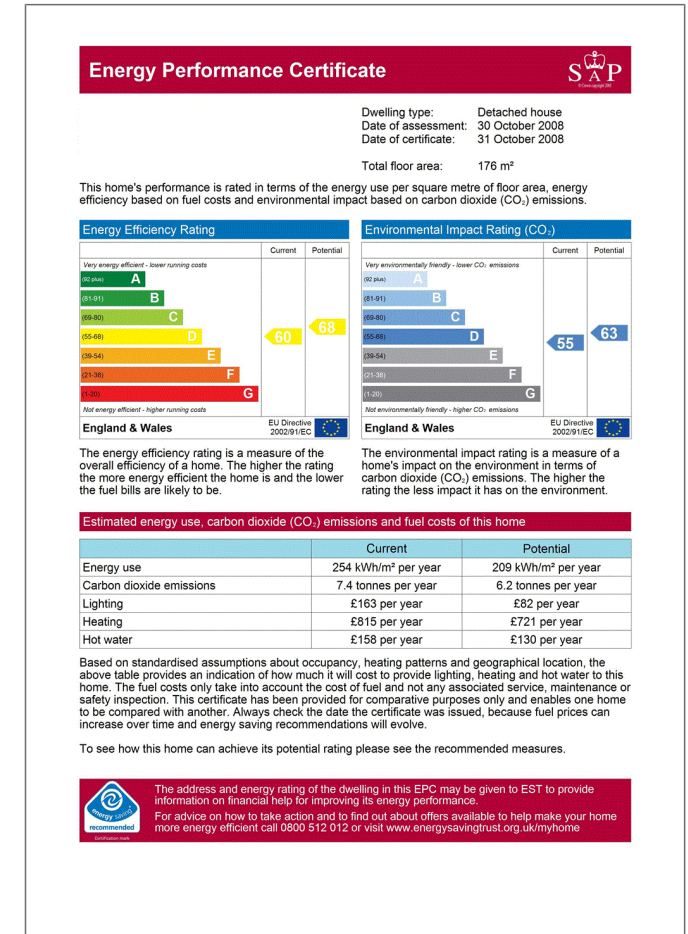 Energy Performance Certificate
SAP
© Crown copyright 2005
Dwelling type: Detached house
Date of assessment: 30 October 2008
Date of certificate: 31 October 2008
Total floor area: 176 m²
This home's performance is rated in terms of the energy use per square metre of floor area, energy
efficiency based on fuel costs and environmental impact based on carbon dioxide (CO₂) emissions.
Energy Efficiency Rating
Current Potential
Very energy efficient - lower running costs
(92 plus) A
(81-91) B
(69-80) C
(55-68) D
(39-54) E
(21-38) F
(1-20) G
60
68
Not energy efficient - higher running costs
England & Wales
EU Directive
2002/91/EC
The energy efficiency rating is a measure of the
overall efficiency of a home. The higher the rating
the more energy efficient the home is and the lower
the fuel bills are likely to be.
Environmental Impact Rating (CO₂)
Current Potential
Very environmentally friendly - lower CO₂ emissions
(92 plus) A
(81-91) B
(69-80) C
(55-68) D
(39-54) E
(21-38) F
(1-20) G
55
63
Not environmentally friendly - higher CO₂ emissions
England & Wales
EU Directive
2002/91/EC
The environmental impact rating is a measure of a
home's impact on the environment in terms of
carbon dioxide (CO₂) emissions. The higher the
rating the less impact it has on the environment.
Estimated energy use, carbon dioxide (CO₂) emissions and fuel costs of this home
Current Potential
Energy use 254 kWh/m² per year 209 kWh/m² per year
Carbon dioxide emissions 7.4 tonnes per year 6.2 tonnes per year
Lighting £163 per year £82 per year
Heating £815 per year £721 per year
Hot water £158 per year £130 per year
Based on standardised assumptions about occupancy, heating patterns and geographical location, the
above table provides an indication of how much it will cost to provide lighting, heating and hot water to this
home. The fuel costs only take into account the cost of fuel and not any associated service, maintenance or
safety inspection. This certificate has been provided for comparative purposes only and enables one home
to be compared with another. Always check the date the certificate was issued, because fuel prices can
increase over time and energy saving recommendations will evolve.
To see how this home can achieve its potential rating please see the recommended measures.
energy saving
recommended
Certification mark
The address and energy rating of the dwelling in this EPC may be given to EST to provide
information on financial help for improving its energy performance.
For advice on how to take action and to find out about offers available to help make your home
more energy efficient call 0800 512 012 or visit www.energysavingtrust.org.uk/myhome